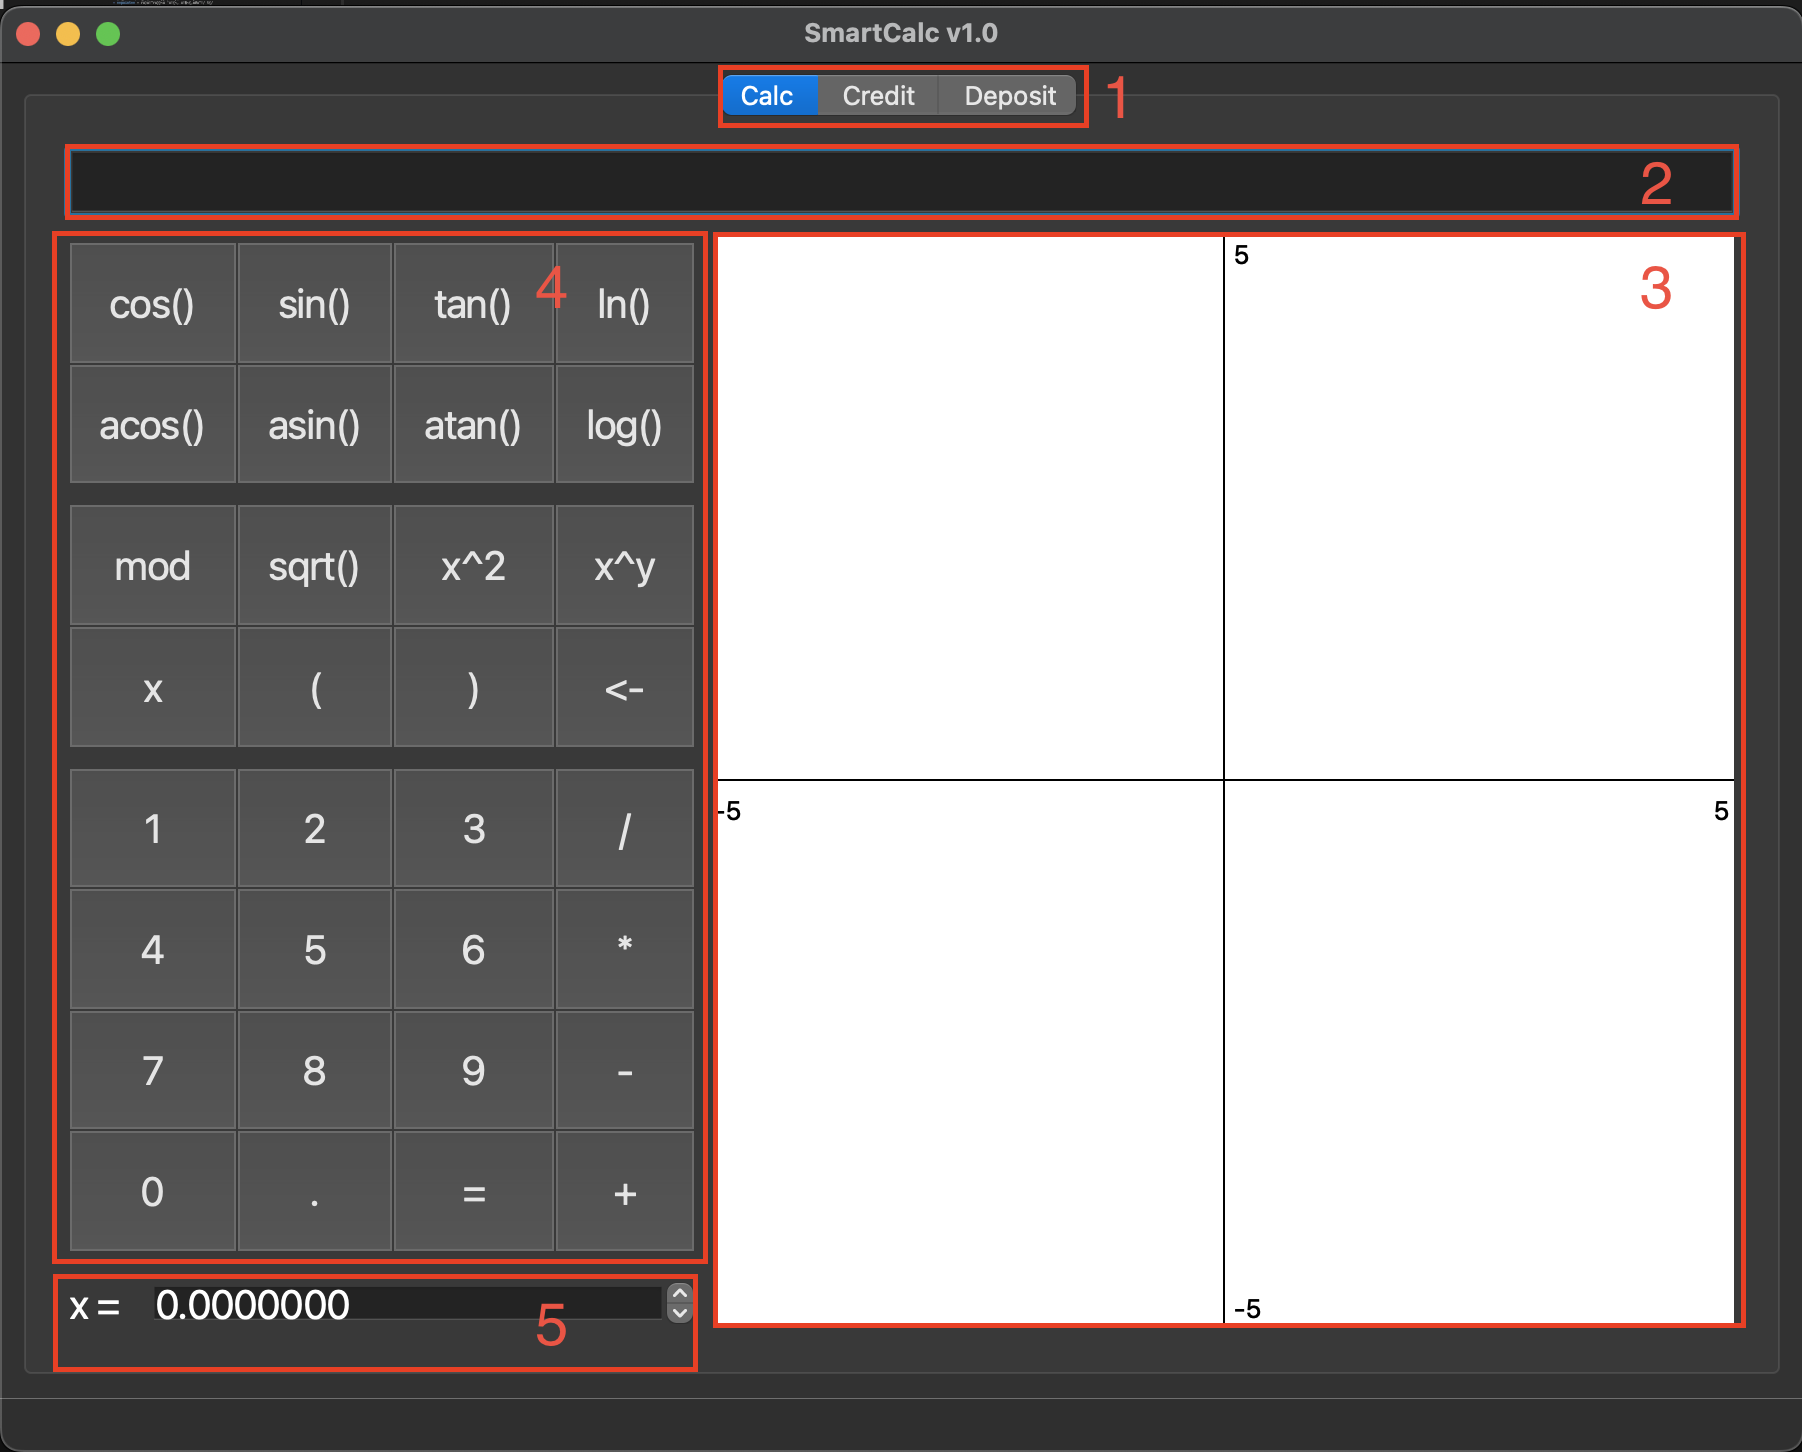 SmartCalc v1.0
Calc Credit Deposit 1
2
cos() sin() tan() 4 ln()
acos() asin() atan() log()
mod sqrt() x^2 x^y
x ( ) <-
1 2 3 /
4 5 6 *
7 8 9 -
0 . = +
x = 0.0000000 5
5 3
-5 5
-5